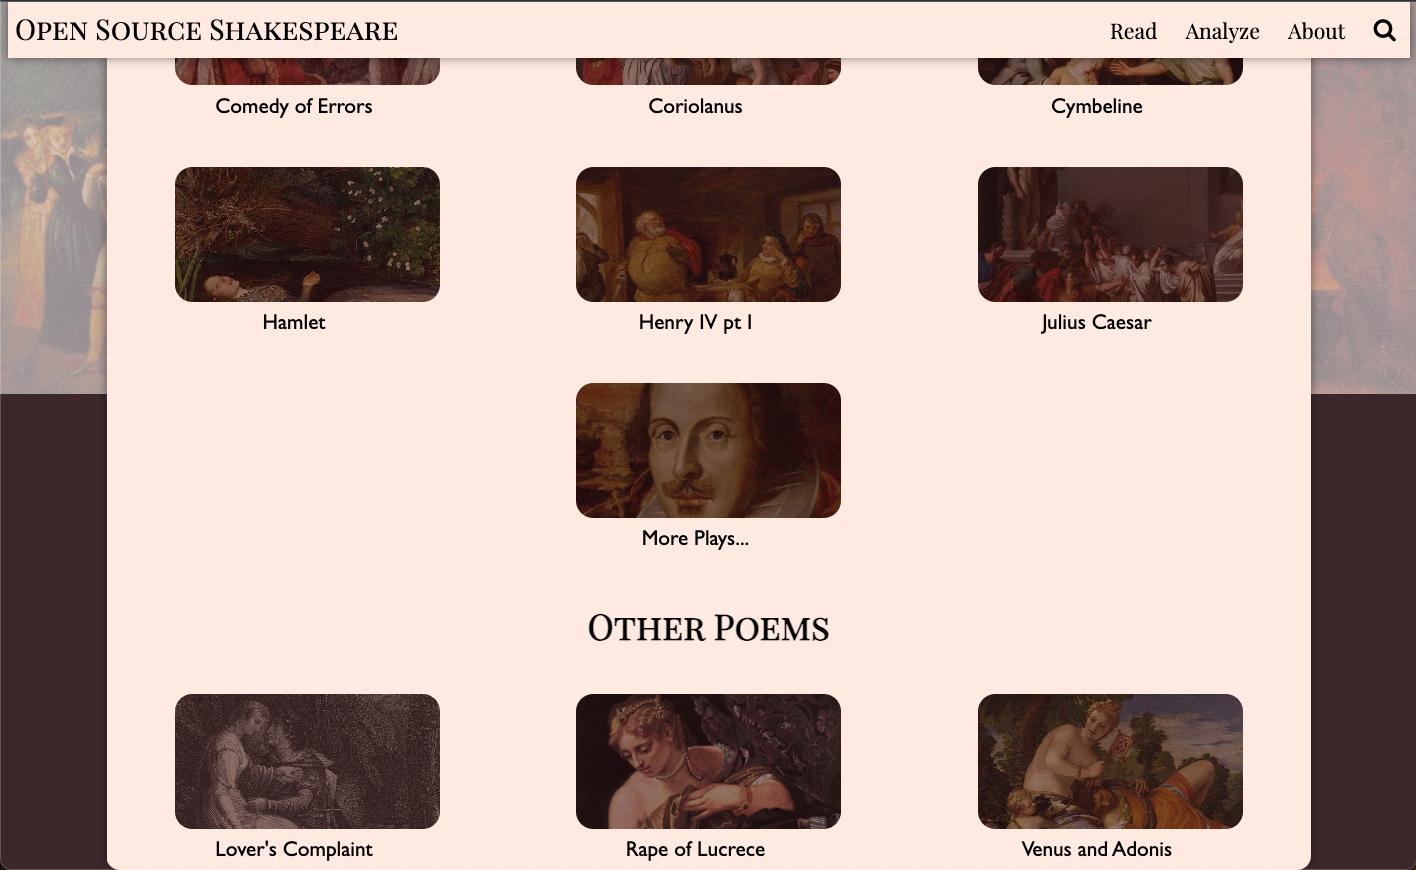 Open Source Shakespeare
Read Analyze About
Comedy of Errors Coriolanus Cymbeline
Hamlet Henry IV pt I Julius Caesar
More Plays...
Other Poems
Lover's Complaint Rape of Lucrece Venus and Adonis